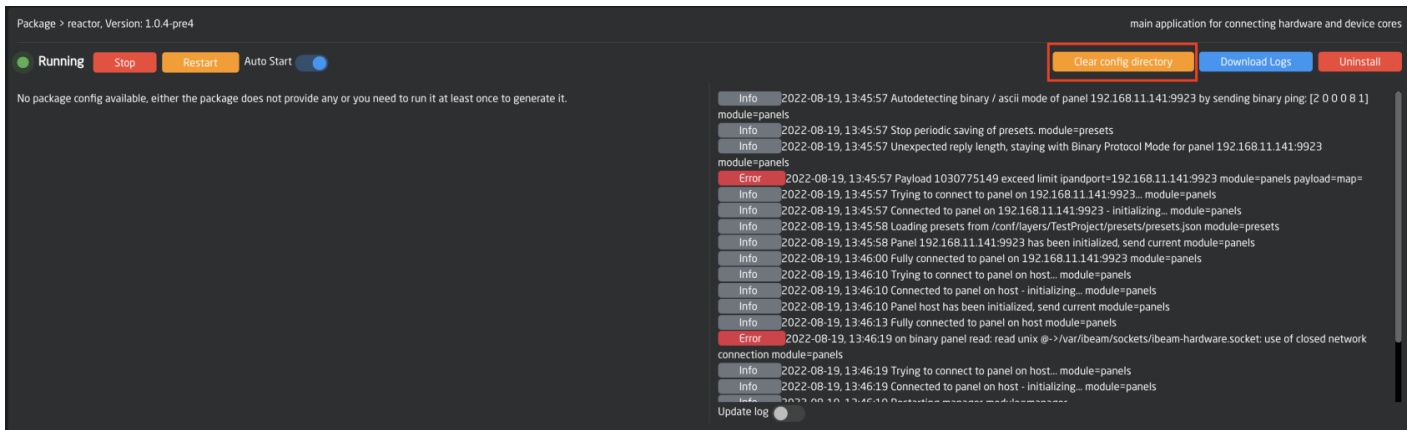 Package > reactor, Version: 1.0.4-pre4
main application for connecting hardware and device cores
Running Stop Restart Auto Start
Clear config directory Download Logs Uninstall
No package config available, either the package does not provide any or you need to run it at least once to generate it.
Info 2022-08-19, 13:45:57 Autodetecting binary / ascii mode of panel 192.168.11.141:9923 by sending binary ping: [2 0 0 0 8 1]
module=panels
Info 2022-08-19, 13:45:57 Stop periodic saving of presets. module=presets
Info 2022-08-19, 13:45:57 Unexpected reply length, staying with Binary Protocol Mode for panel 192.168.11.141:9923
module=panels
Error 2022-08-19, 13:45:57 Payload 1030775149 exceed limit ipandport=192.168.11.141:9923 module=panels payload=map=
Info 2022-08-19, 13:45:57 Trying to connect to panel on 192.168.11.141:9923... module=panels
Info 2022-08-19, 13:45:57 Connected to panel on 192.168.11.141:9923 - initializing... module=panels
Info 2022-08-19, 13:45:58 Loading presets from /conf/layers/TestProject/presets/presets.json module=presets
Info 2022-08-19, 13:45:58 Panel 192.168.11.141:9923 has been initialized, send current module=panels
Info 2022-08-19, 13:46:00 Fully connected to panel on 192.168.11.141:9923 module=panels
Info 2022-08-19, 13:46:10 Trying to connect to panel on host... module=panels
Info 2022-08-19, 13:46:10 Connected to panel on host - initializing... module=panels
Info 2022-08-19, 13:46:10 Panel host has been initialized, send current module=panels
Info 2022-08-19, 13:46:13 Fully connected to panel on host module=panels
Error 2022-08-19, 13:46:19 on binary panel read: read unix @->/var/ibeam/sockets/ibeam-hardware.socket: use of closed network
connection module=panels
Info 2022-08-19, 13:46:19 Trying to connect to panel on host... module=panels
Info 2022-08-19, 13:46:19 Connected to panel on host - initializing... module=panels
Info 2022-08-19, 13:46:19 Restarting manager module=manager
Update log